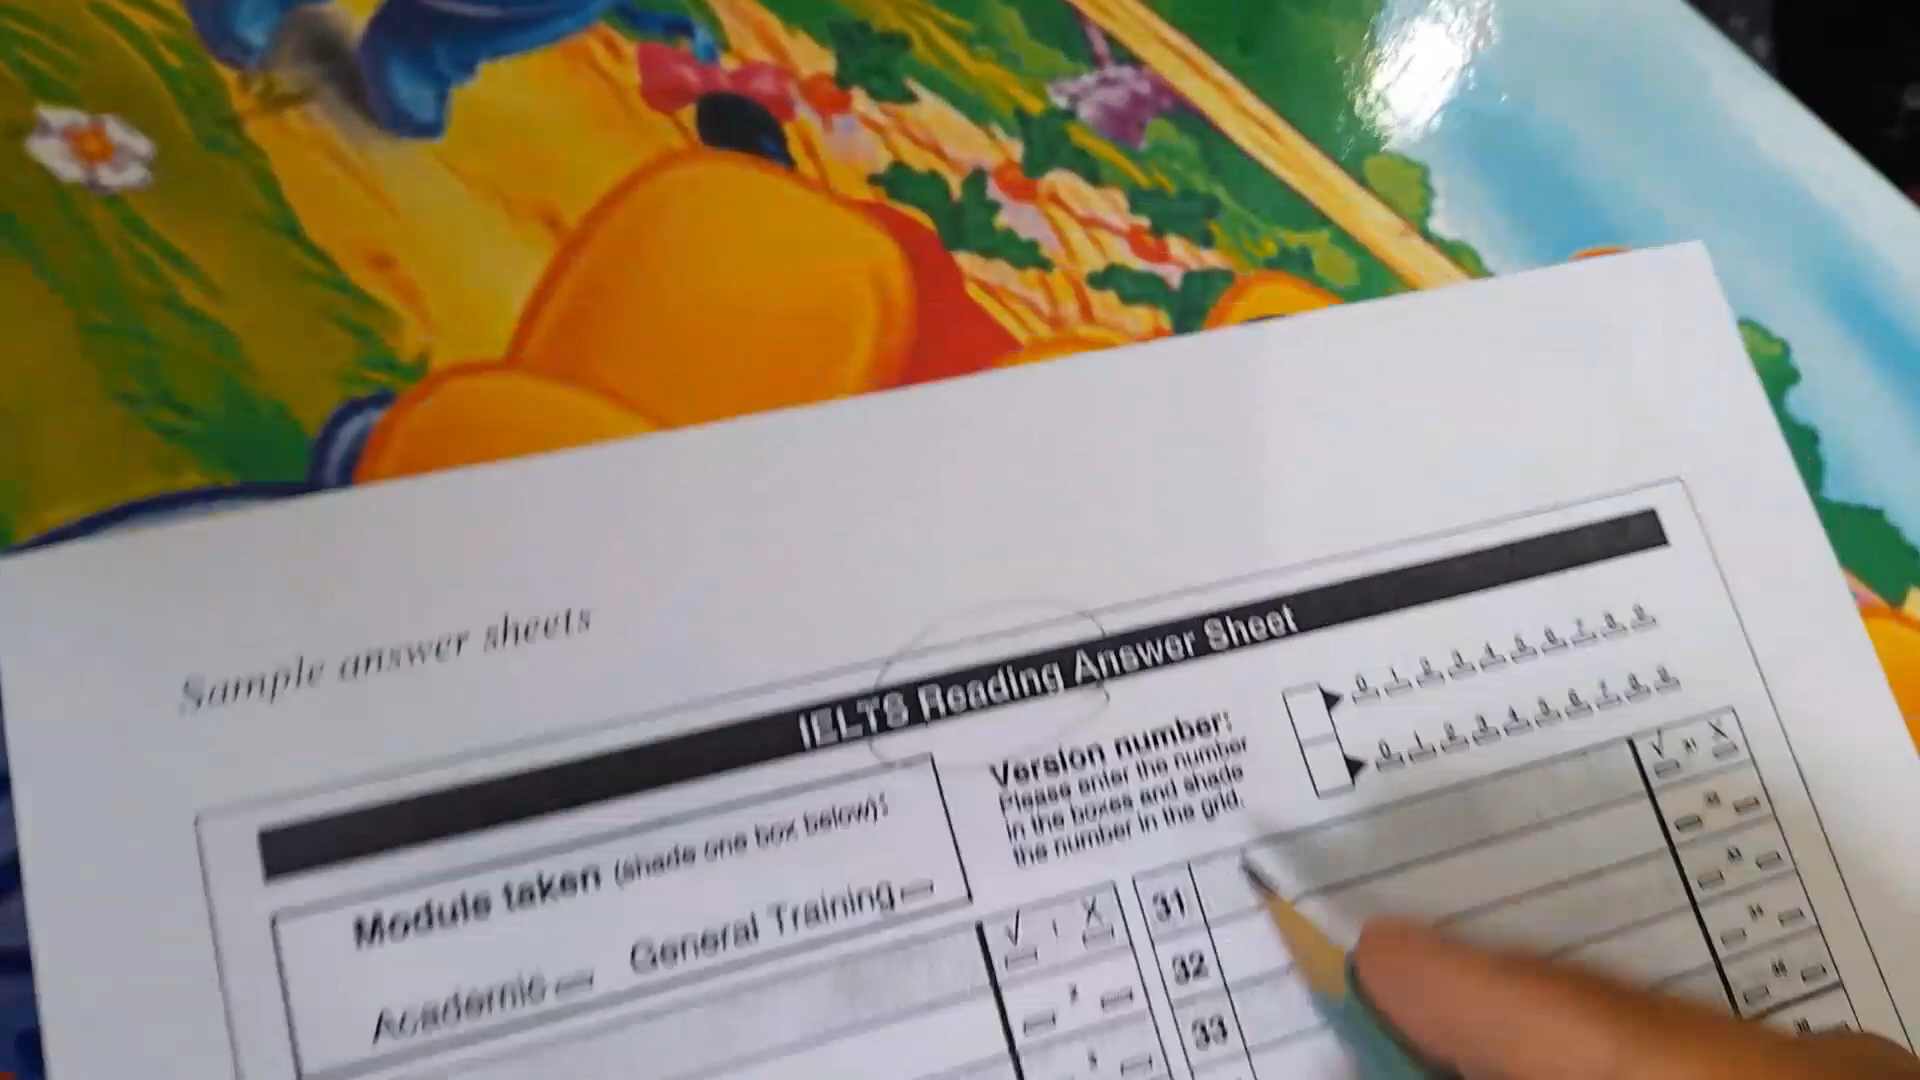 Sample answer sheets
IELTS Reading Answer Sheet
Module taken (shade one box below):
Academic General Training
Version number:
Please enter the number
in the boxes and shade
the number in the grid.
0 1 2 3 4 5 6 7 8 9
0 1 2 3 4 5 6 7 8 9
31
32
33